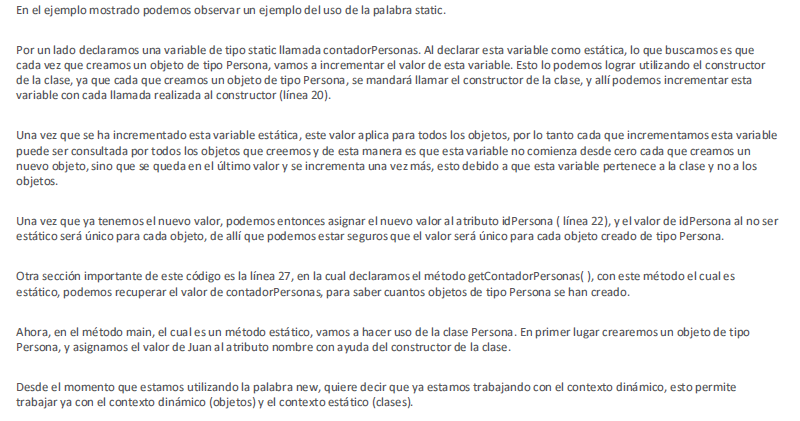 En el ejemplo mostrado podemos observar un ejemplo del uso de la palabra static.
Por un lado declaramos una variable de tipo static llamada contadorPersonas. Al declarar esta variable como estática, lo que buscamos es que
cada vez que creamos un objeto de tipo Persona, vamos a incrementar el valor de esta variable. Esto lo podemos lograr utilizando el constructor
de la clase, ya que cada que creamos un objeto de tipo Persona, se mandará llamar el constructor de la clase, y allí podemos incrementar esta
variable con cada llamada realizada al constructor (línea 20).
Una vez que se ha incrementado esta variable estática, este valor aplica para todos los objetos, por lo tanto cada que incrementamos esta variable
puede ser consultada por todos los objetos que creemos y de esta manera es que esta variable no comienza desde cero cada que creamos un
nuevo objeto, sino que se queda en el último valor y se incrementa una vez más, esto debido a que esta variable pertenece a la clase y no a los
objetos.
Una vez que ya tenemos el nuevo valor, podemos entonces asignar el nuevo valor al atributo idPersona ( línea 22), y el valor de idPersona al no ser
estático será único para cada objeto, de allí que podemos estar seguros que el valor será único para cada objeto creado de tipo Persona.
Otra sección importante de este código es la línea 27, en la cual declaramos el método getContadorPersonas( ), con este método el cual es
estático, podemos recuperar el valor de contadorPersonas, para saber cuantos objetos de tipo Persona se han creado.
Ahora, en el método main, el cual es un método estático, vamos a hacer uso de la clase Persona. En primer lugar crearemos un objeto de tipo
Persona, y asignamos el valor de Juan al atributo nombre con ayuda del constructor de la clase.
Desde el momento que estamos utilizando la palabra new, quiere decir que ya estamos trabajando con el contexto dinámico, esto permite
trabajar ya con el contexto dinámico (objetos) y el contexto estático (clases).